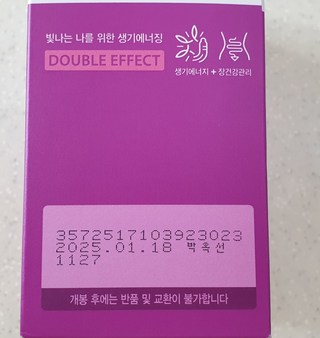 빛나는 나를 위한 생기에너징
DOUBLE EFFECT
생기에너지 + 장건강관리
3572517103923023
2025.01.18 박옥선
1127
개봉 후에는 반품 및 교환이 불가합니다